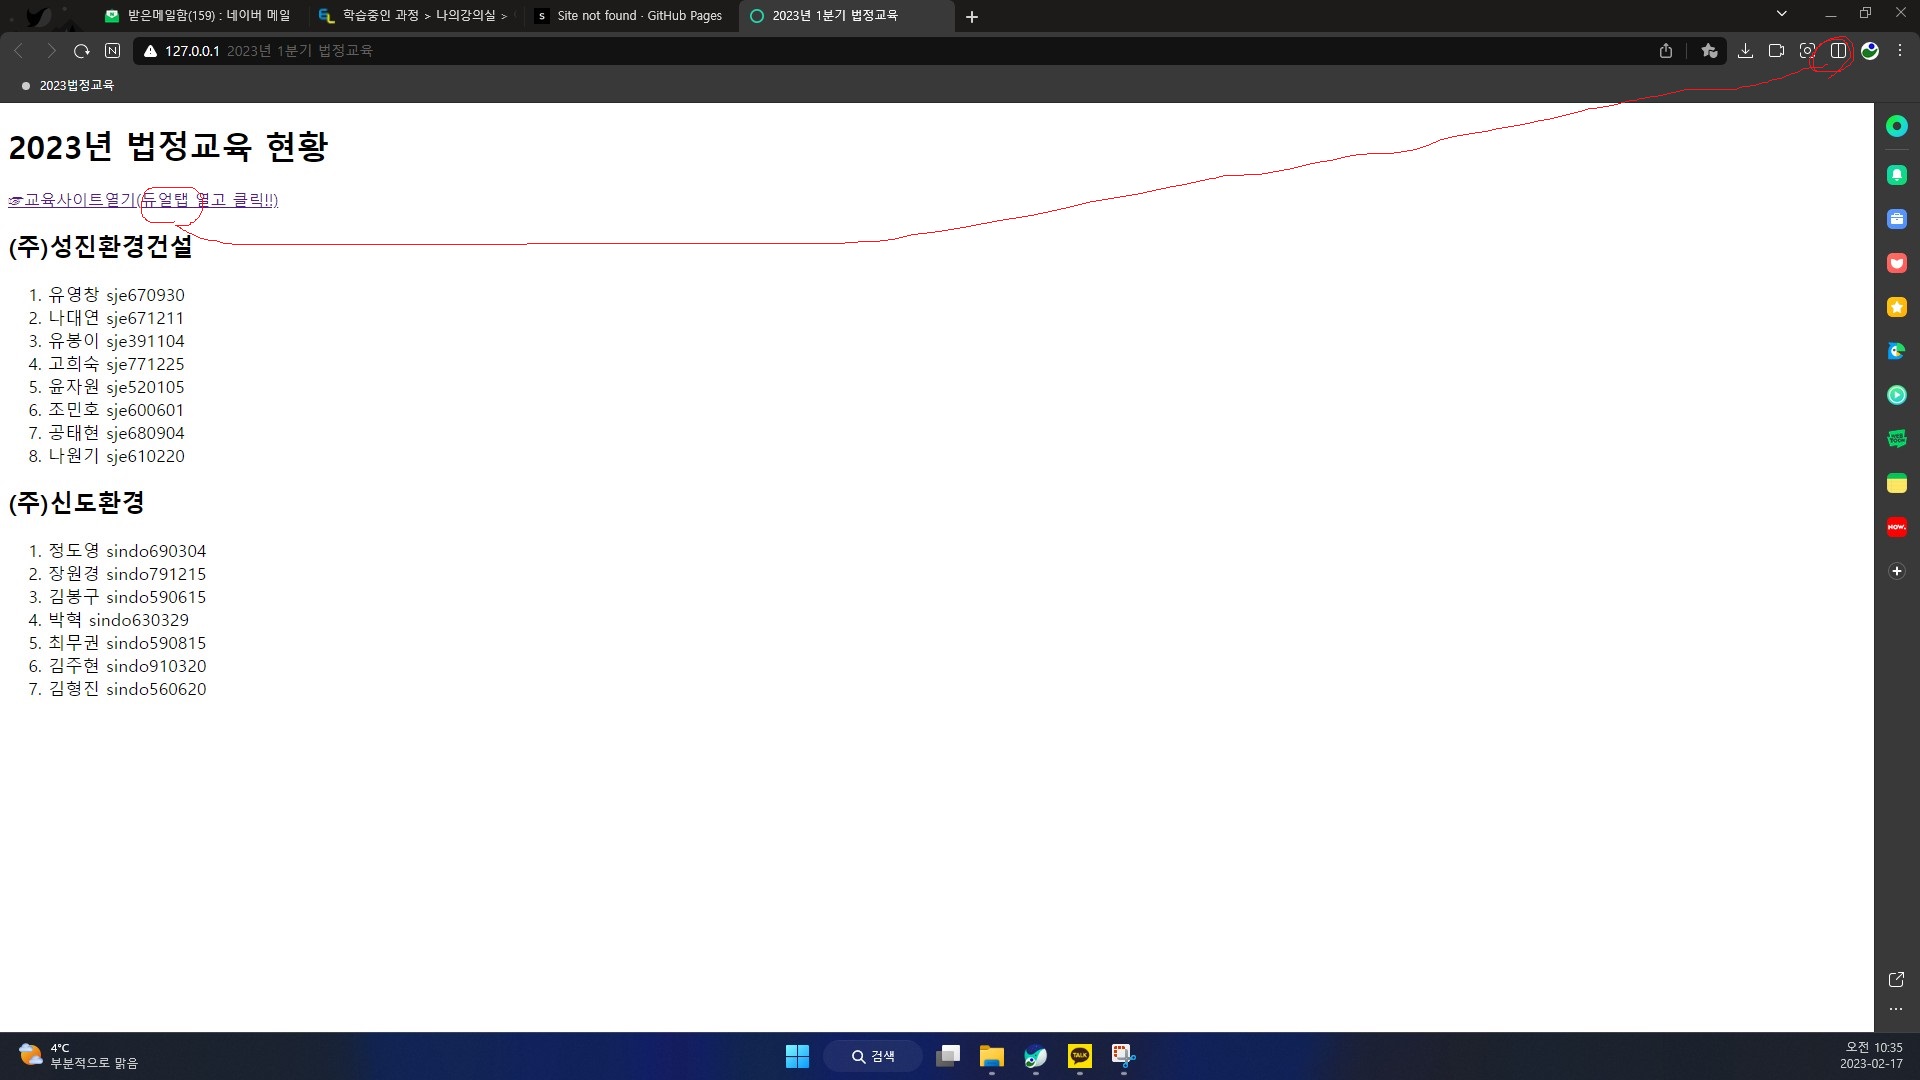 받은메일함(159) : 네이버 메일
학습중인 과정 > 나의강의실 >
S Site not found · GitHub Pages
2023년 1분기 법정교육
N 127.0.0.1 2023년 1분기 법정교육
2023법정교육
2023년 법정교육 현황
☞교육사이트열기(듀얼탭 열고 클릭!!)
(주)성진환경건설
1. 유영창 sje670930
2. 나대연 sje671211
3. 유봉이 sje391104
4. 고희숙 sje771225
5. 윤자원 sje520105
6. 조민호 sje600601
7. 공태현 sje680904
8. 나원기 sje610220
(주)신도환경
1. 정도영 sindo690304
2. 장원경 sindo791215
3. 김봉구 sindo590615
4. 박혁 sindo630329
5. 최무권 sindo590815
6. 김주현 sindo910320
7. 김형진 sindo560620
WEB
TOON
NOW.
4°C
부분적으로 맑음
검색
TALK
오전 10:35
2023-02-17